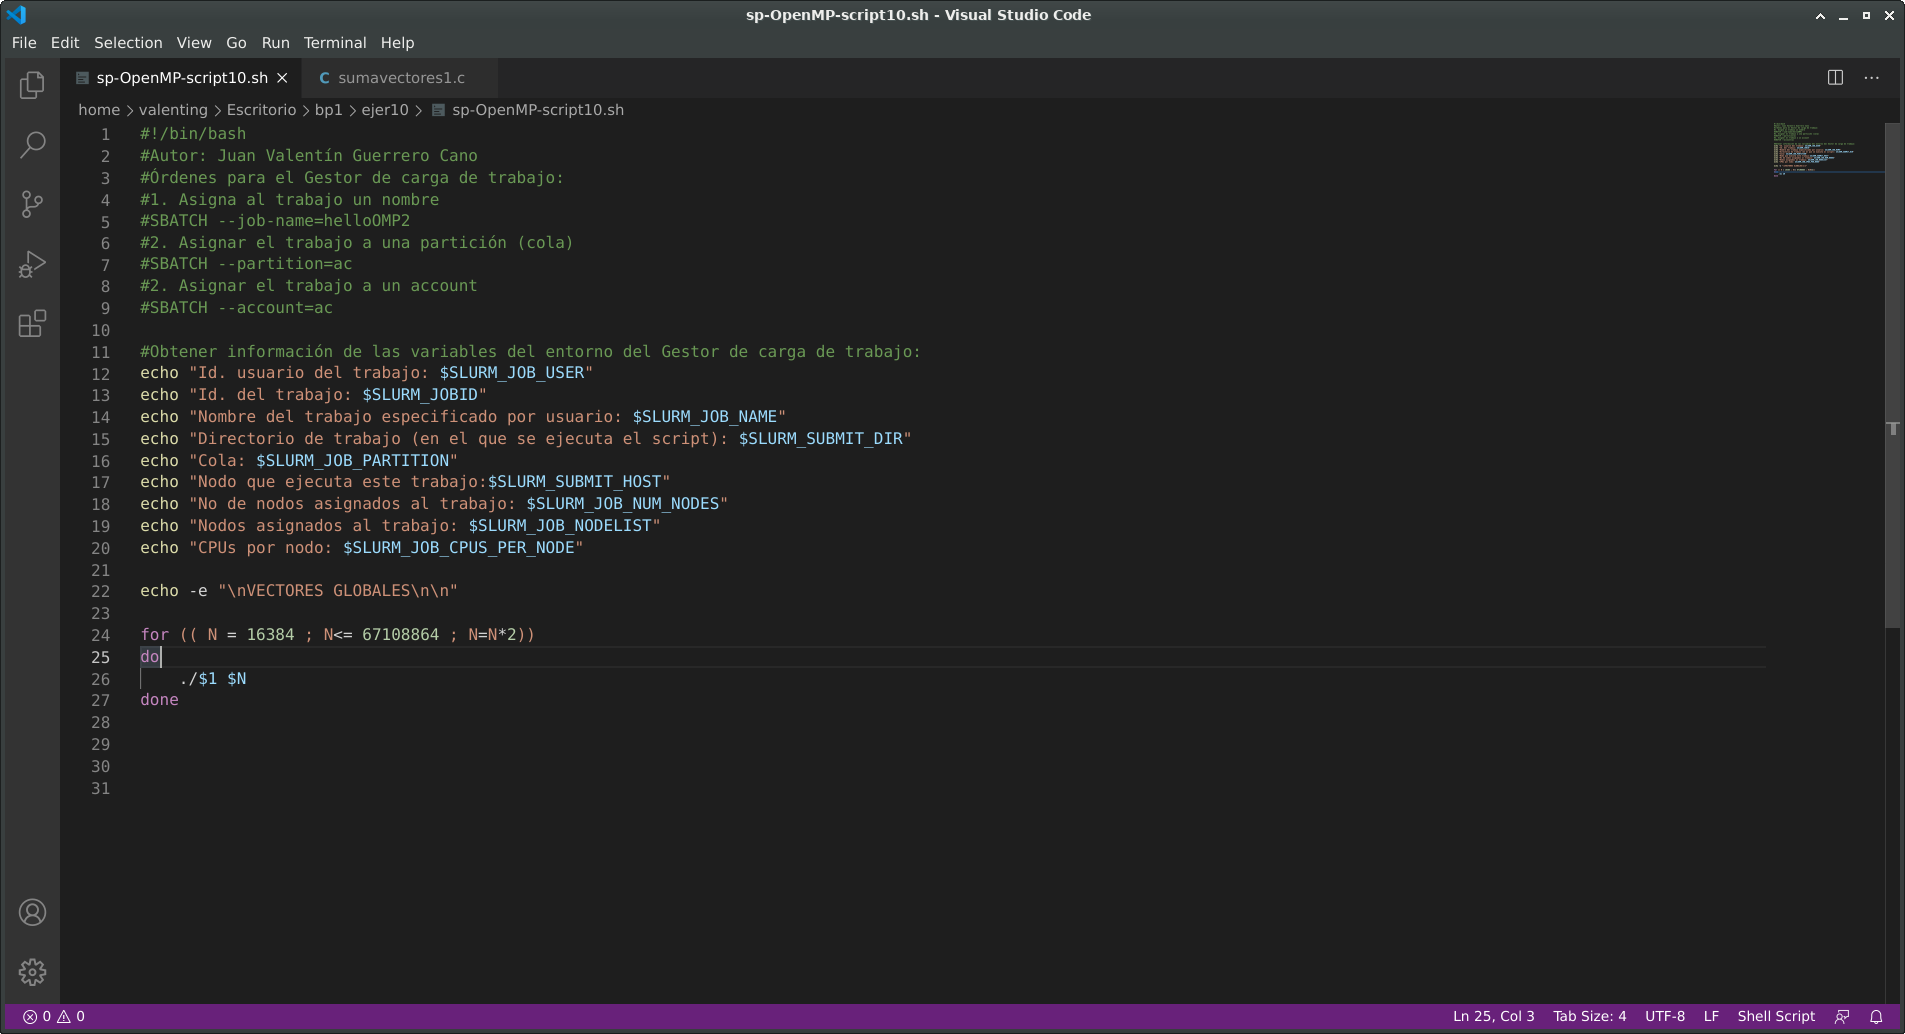 sp-OpenMP-script10.sh - Visual Studio Code
File Edit Selection View Go Run Terminal Help
sp-OpenMP-script10.sh
C sumavectores1.c
home > valenting > Escritorio > bp1 > ejer10 > sp-OpenMP-script10.sh
1 #!/bin/bash
2 #Autor: Juan Valentín Guerrero Cano
3 #Órdenes para el Gestor de carga de trabajo:
4 #1. Asigna al trabajo un nombre
5 #SBATCH --job-name=helloOMP2
6 #2. Asignar el trabajo a una partición (cola)
7 #SBATCH --partition=ac
8 #2. Asignar el trabajo a un account
9 #SBATCH --account=ac
10
11 #Obtener información de las variables del entorno del Gestor de carga de trabajo:
12 echo "Id. usuario del trabajo: $SLURM_JOB_USER"
13 echo "Id. del trabajo: $SLURM_JOBID"
14 echo "Nombre del trabajo especificado por usuario: $SLURM_JOB_NAME"
15 echo "Directorio de trabajo (en el que se ejecuta el script): $SLURM_SUBMIT_DIR"
16 echo "Cola: $SLURM_JOB_PARTITION"
17 echo "Nodo que ejecuta este trabajo:$SLURM_SUBMIT_HOST"
18 echo "No de nodos asignados al trabajo: $SLURM_JOB_NUM_NODES"
19 echo "Nodos asignados al trabajo: $SLURM_JOB_NODELIST"
20 echo "CPUs por nodo: $SLURM_JOB_CPUS_PER_NODE"
21
22 echo -e "\nVECTORES GLOBALES\n\n"
23
24 for (( N = 16384 ; N<= 67108864 ; N=N*2))
25 do
26     ./$1 $N
27 done
28
29
30
31
0 0
Ln 25, Col 3 Tab Size: 4 UTF-8 LF Shell Script